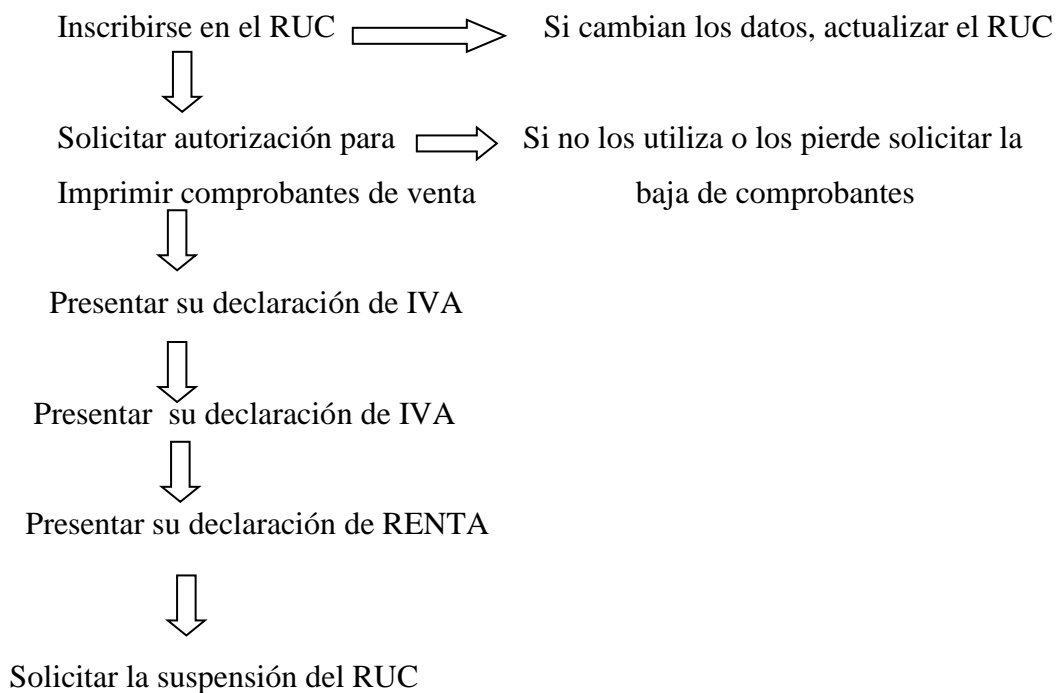 Inscribirse en el RUC
Si cambian los datos, actualizar el RUC
Solicitar autorización para
Si no los utiliza o los pierde solicitar la
Imprimir comprobantes de venta
baja de comprobantes
Presentar su declaración de IVA
Presentar su declaración de IVA
Presentar su declaración de RENTA
Solicitar la suspensión del RUC